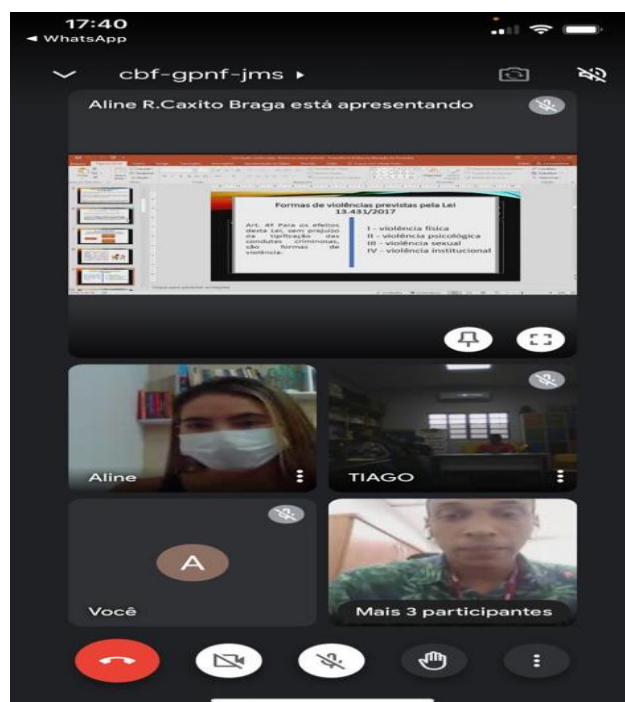 17:40
◄ WhatsApp
cbf-gpnf-jms ▸
Aline R.Caxito Braga está apresentando
Formas de violências previstas pela Lei
13.431/2017
Art. 4º Para os efeitos
desta Lei, sem prejuízo
da tipificação das
condutas criminosas,
são formas de
violência:
I - violência física
II - violência psicológica
III - violência sexual
IV - violência institucional
Aline
TIAGO
A
Você
Mais 3 participantes